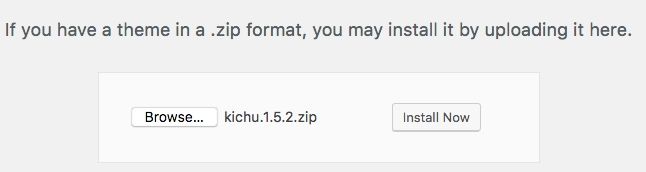 If you have a theme in a .zip format, you may install it by uploading it here.
Browse... kichu.1.5.2.zip Install Now